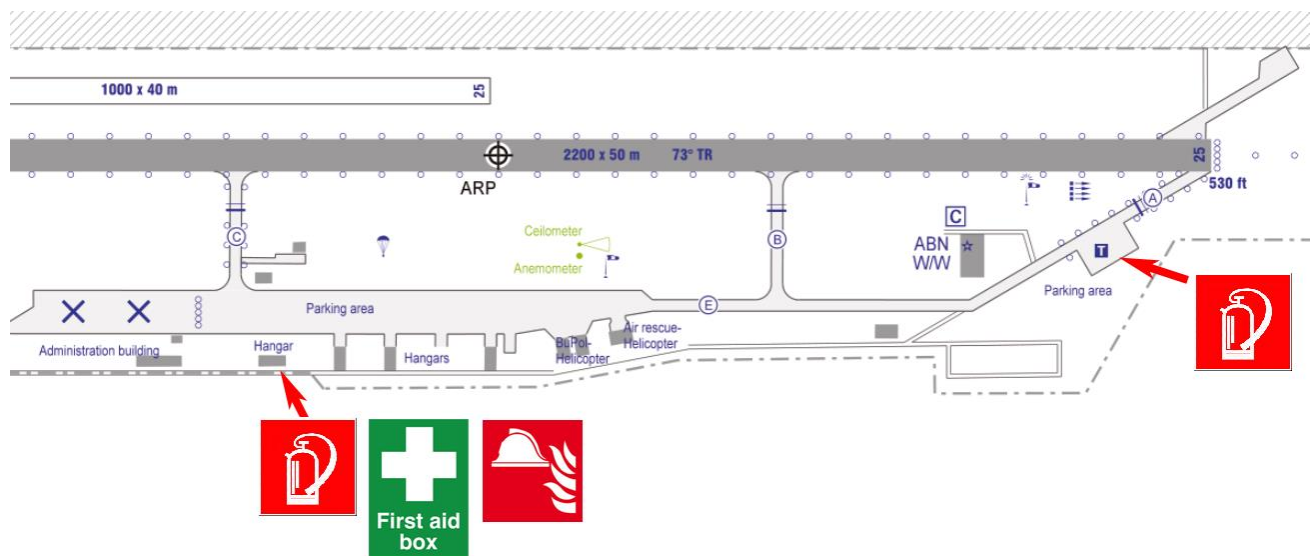 1000 x 40 m
25
2200 x 50 m 73° TR
25
ARP
530 ft
A
C
C
B
Ceilometer
ABN
W/W
T
Anemometer
Parking area
Parking area
E
Administration building
Hangar
Hangars
BuPol-
Helicopter
Air rescue-
Helicopter
First aid
box